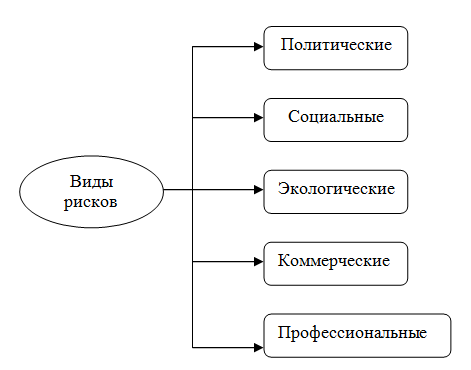 Политические
Социальные
Виды
рисков
Экологические
Коммерческие
Профессиональные